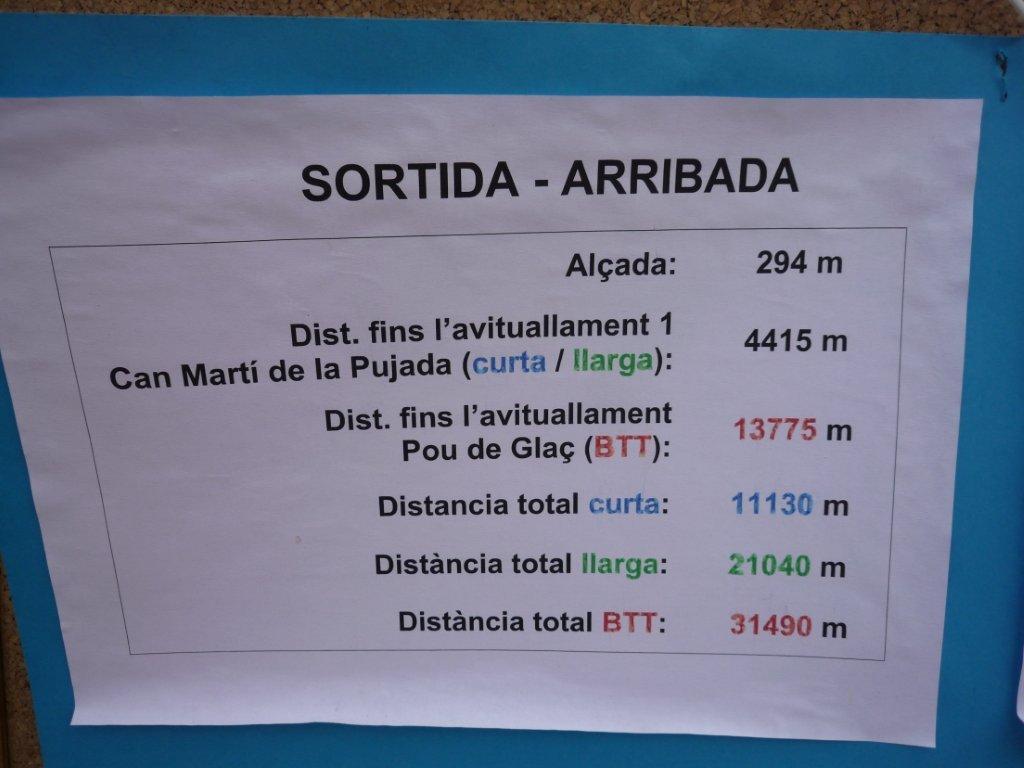 SORTIDA - ARRIBADA
Alçada: 294 m
Dist. fins l'avituallament 1
Can Martí de la Pujada (curta / llarga): 4415 m
Dist. fins l'avituallament
Pou de Glaç (BTT): 13775 m
Distancia total curta: 11130 m
Distància total llarga: 21040 m
Distància total BTT: 31490 m